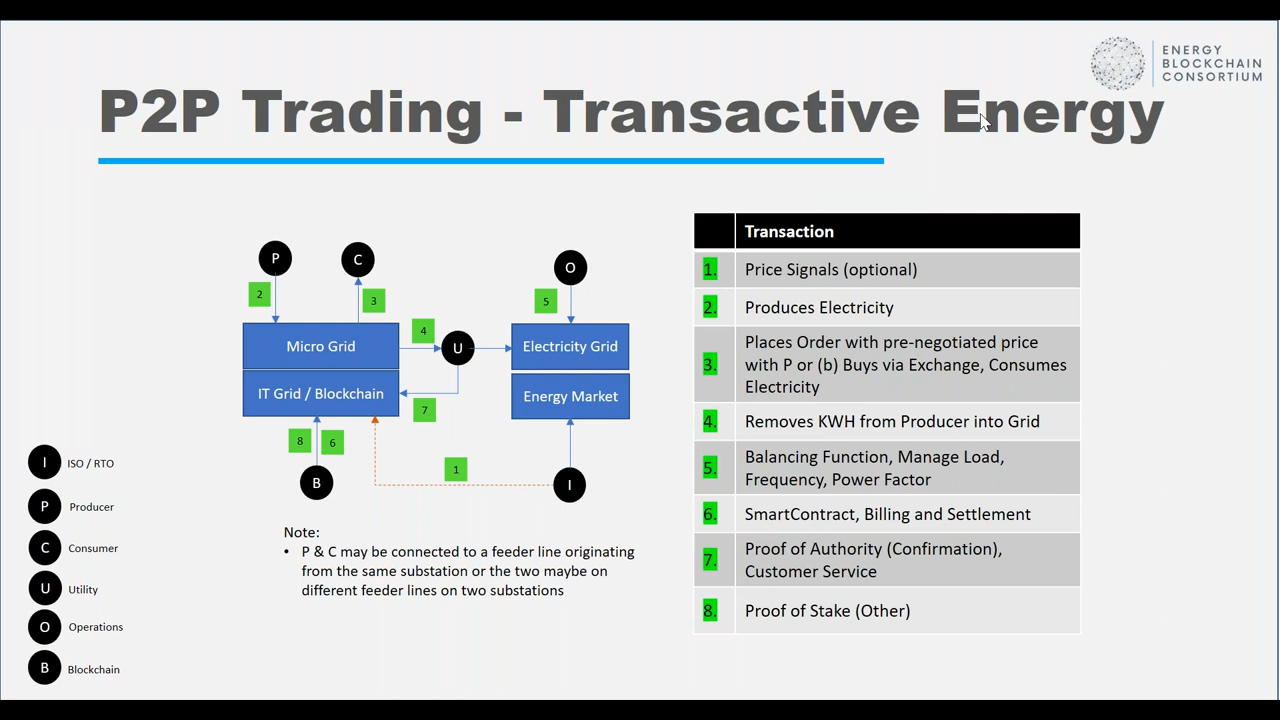 ENERGY
BLOCKCHAIN
CONSORTIUM
P2P Trading - Transactive Energy
P
C
O
2
3
5
Micro Grid
4
U
Electricity Grid
IT Grid / Blockchain
Energy Market
7
8
6
1
B
I
Note:
• P & C may be connected to a feeder line originating
from the same substation or the two maybe on
different feeder lines on two substations
I ISO / RTO
P Producer
C Consumer
U Utility
O Operations
B Blockchain
Transaction
1. Price Signals (optional)
2. Produces Electricity
3. Places Order with pre-negotiated price
with P or (b) Buys via Exchange, Consumes
Electricity
4. Removes KWH from Producer into Grid
5. Balancing Function, Manage Load,
Frequency, Power Factor
6. SmartContract, Billing and Settlement
7. Proof of Authority (Confirmation),
Customer Service
8. Proof of Stake (Other)